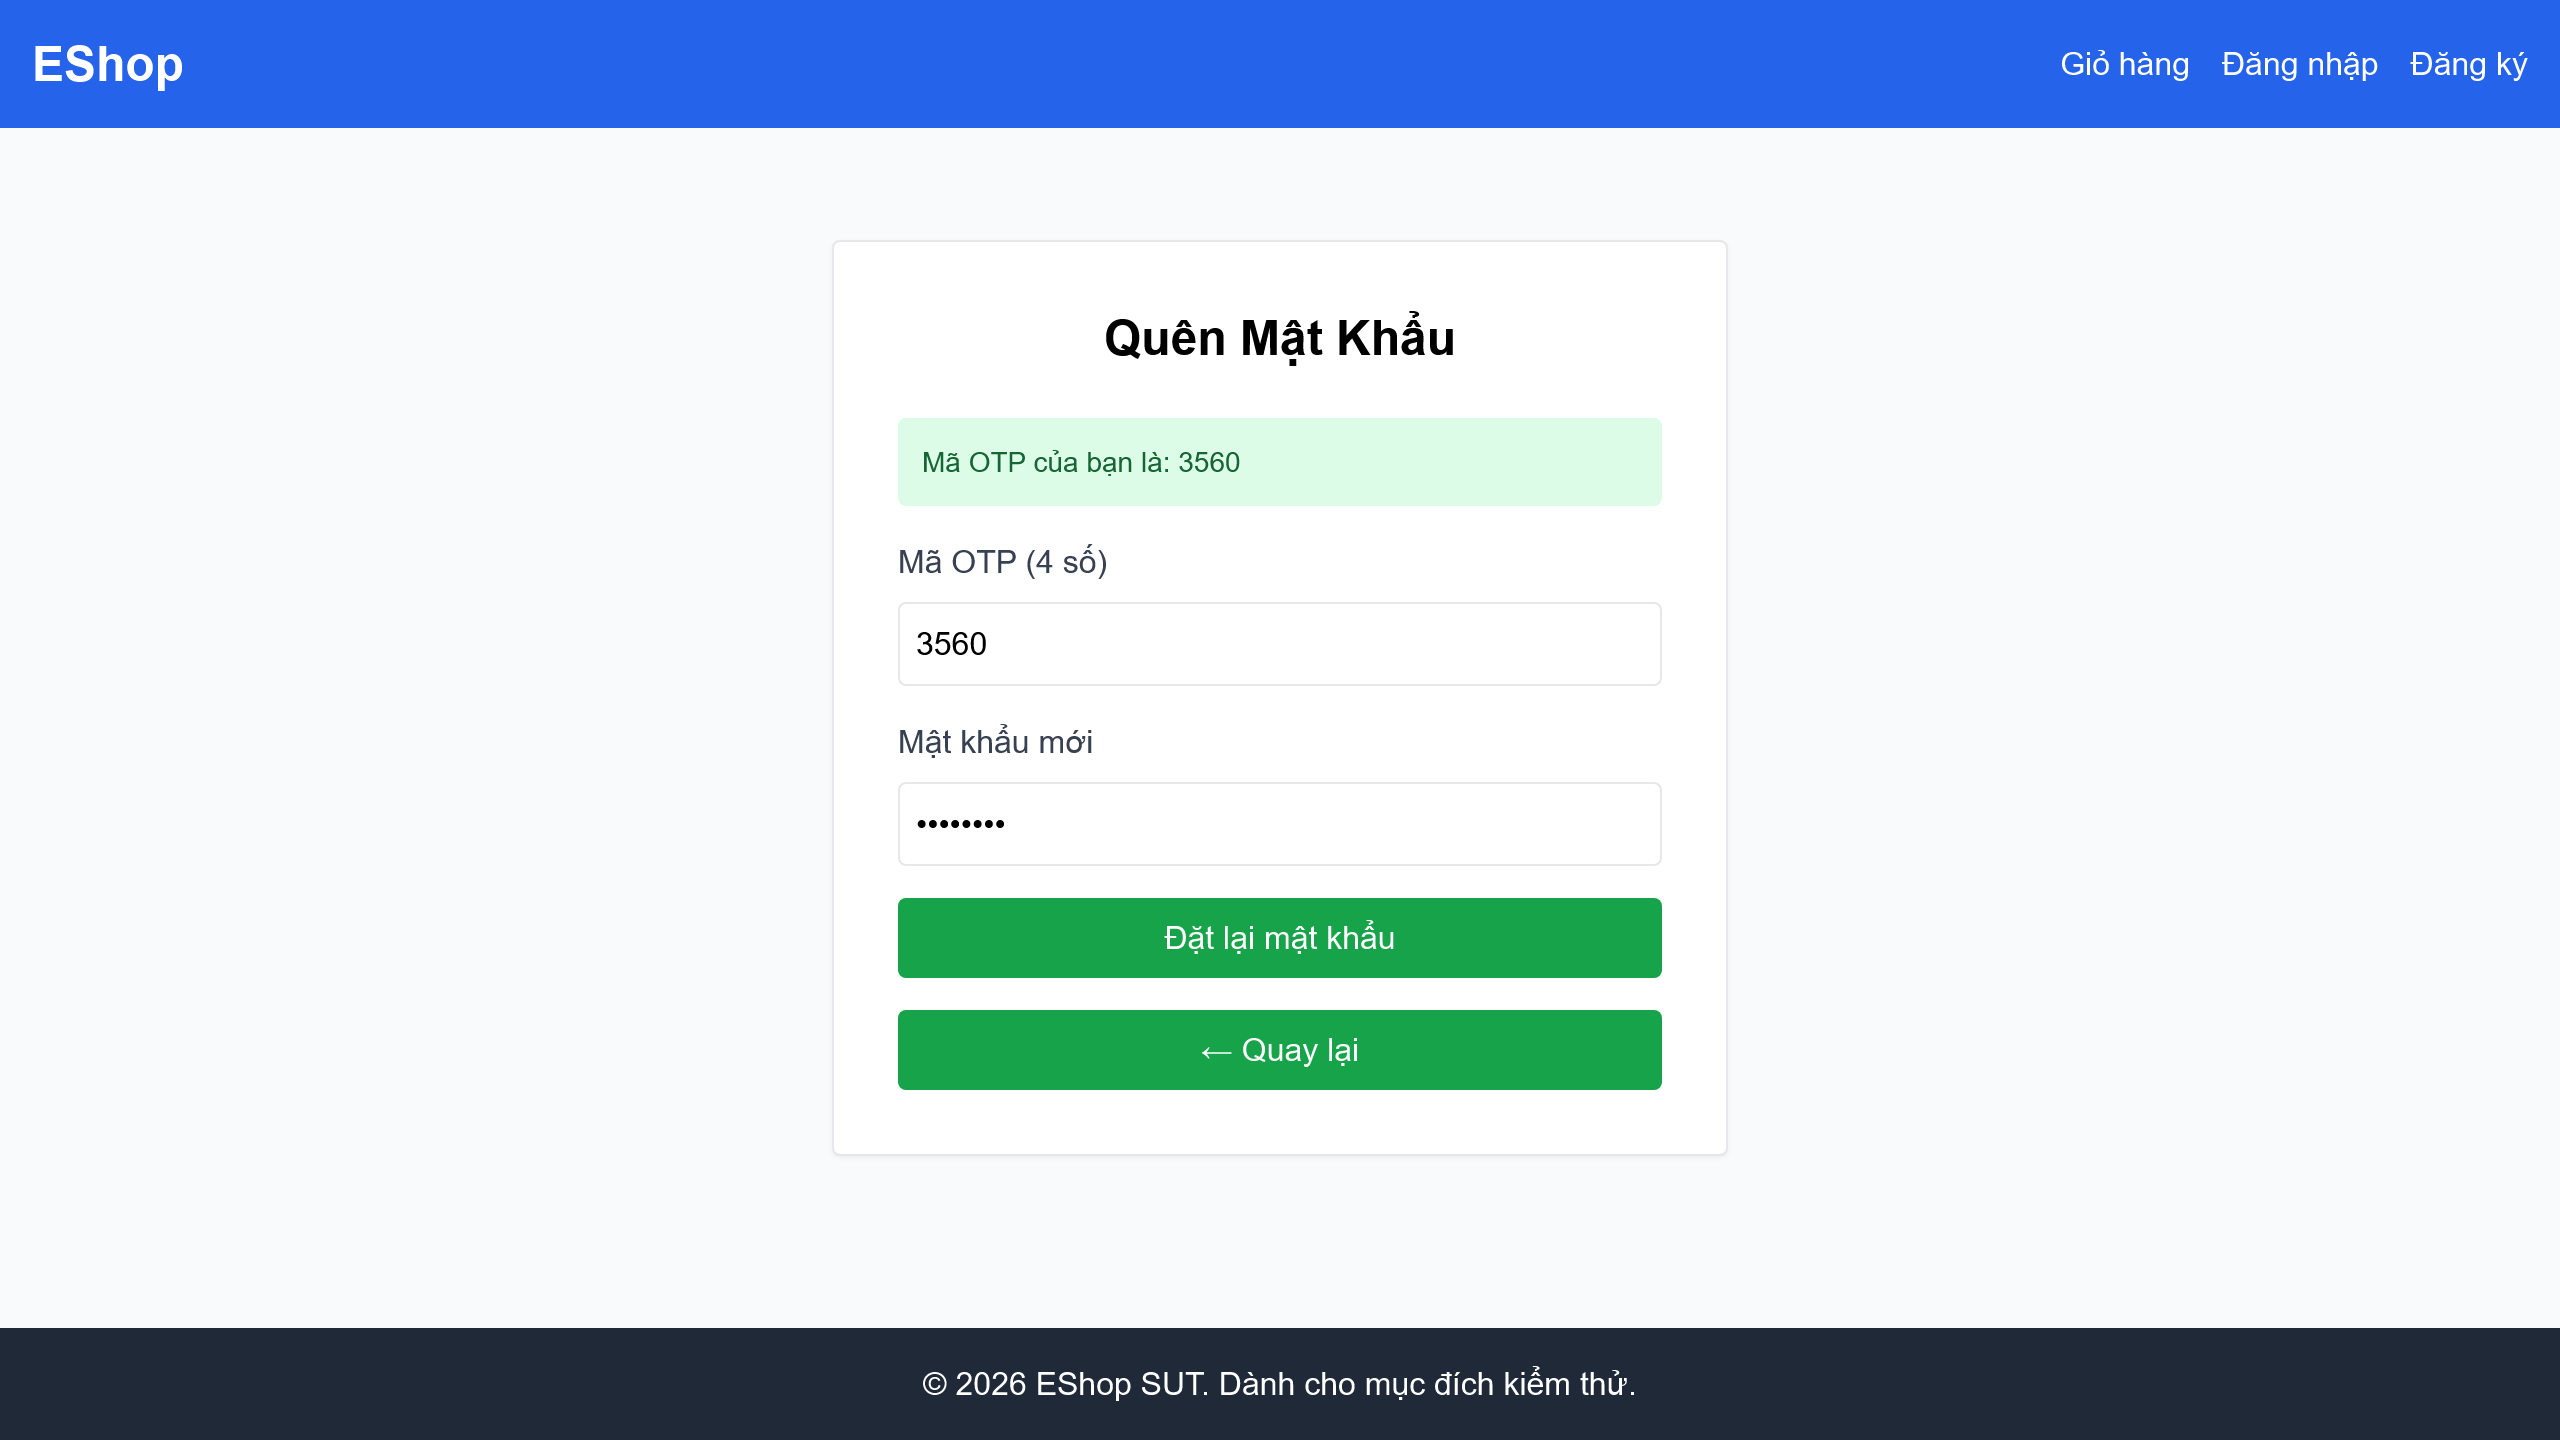 EShop
Giỏ hàng Đăng nhập Đăng ký
Quên Mật Khẩu
Mã OTP của bạn là: 3560
Mã OTP (4 số)
3560
Mật khẩu mới
••••••••
Đặt lại mật khẩu
← Quay lại
© 2026 EShop SUT. Dành cho mục đích kiểm thử.